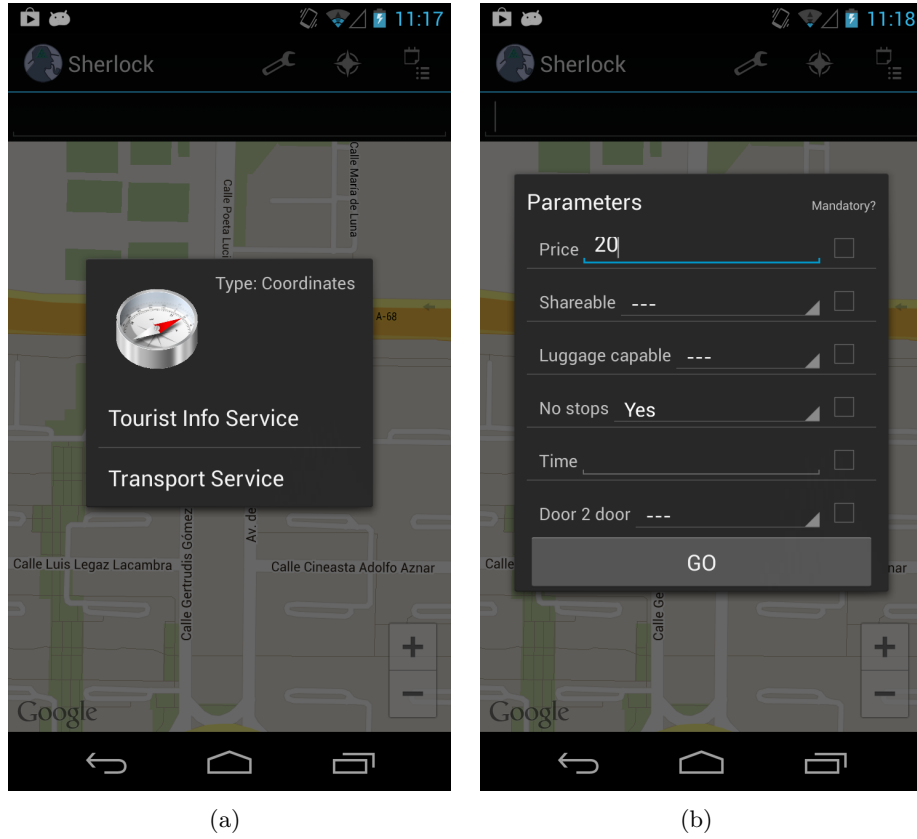 11:17
Sherlock
Calle María de Luna
Calle Poeta Luci
Type: Coordinates
A-68
Tourist Info Service
Transport Service
Calle Gertrudis Gómez
Av. de
Calle Luis Legaz Lacambra
Calle Cineasta Adolfo Aznar
+
−
Google
(a)
11:18
Sherlock
Parameters
Mandatory?
Price 20
Shareable ---
Luggage capable ---
No stops Yes
Time
Door 2 door ---
GO
Calle
nar
Calle Ge
+
−
Google
(b)